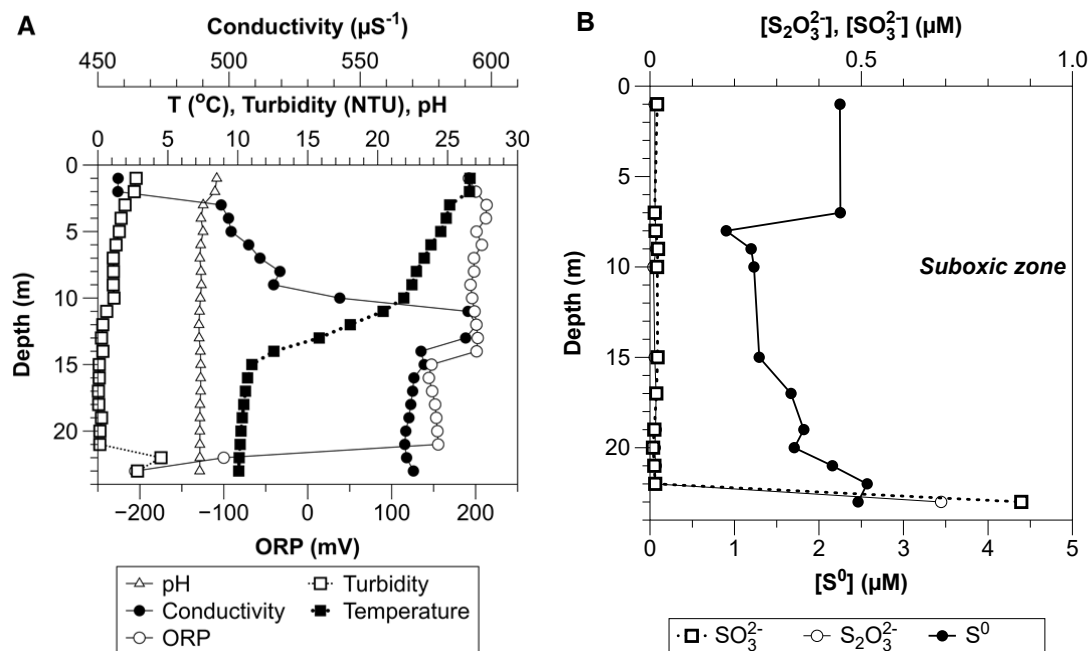 A
Conductivity (µS⁻¹)
450 500 550 600
T (°C), Turbidity (NTU), pH
0 5 10 15 20 25 30
Depth (m)
0
5
10
15
20
−200 −100 0 100 200
ORP (mV)
pH
Conductivity
ORP
Turbidity
Temperature
B
[S₂O₃²⁻], [SO₃²⁻] (µM)
0 0.5 1.0
Depth (m)
0
5
10
15
20
Suboxic zone
0 1 2 3 4 5
[S⁰] (µM)
SO₃²⁻ S₂O₃²⁻ S⁰